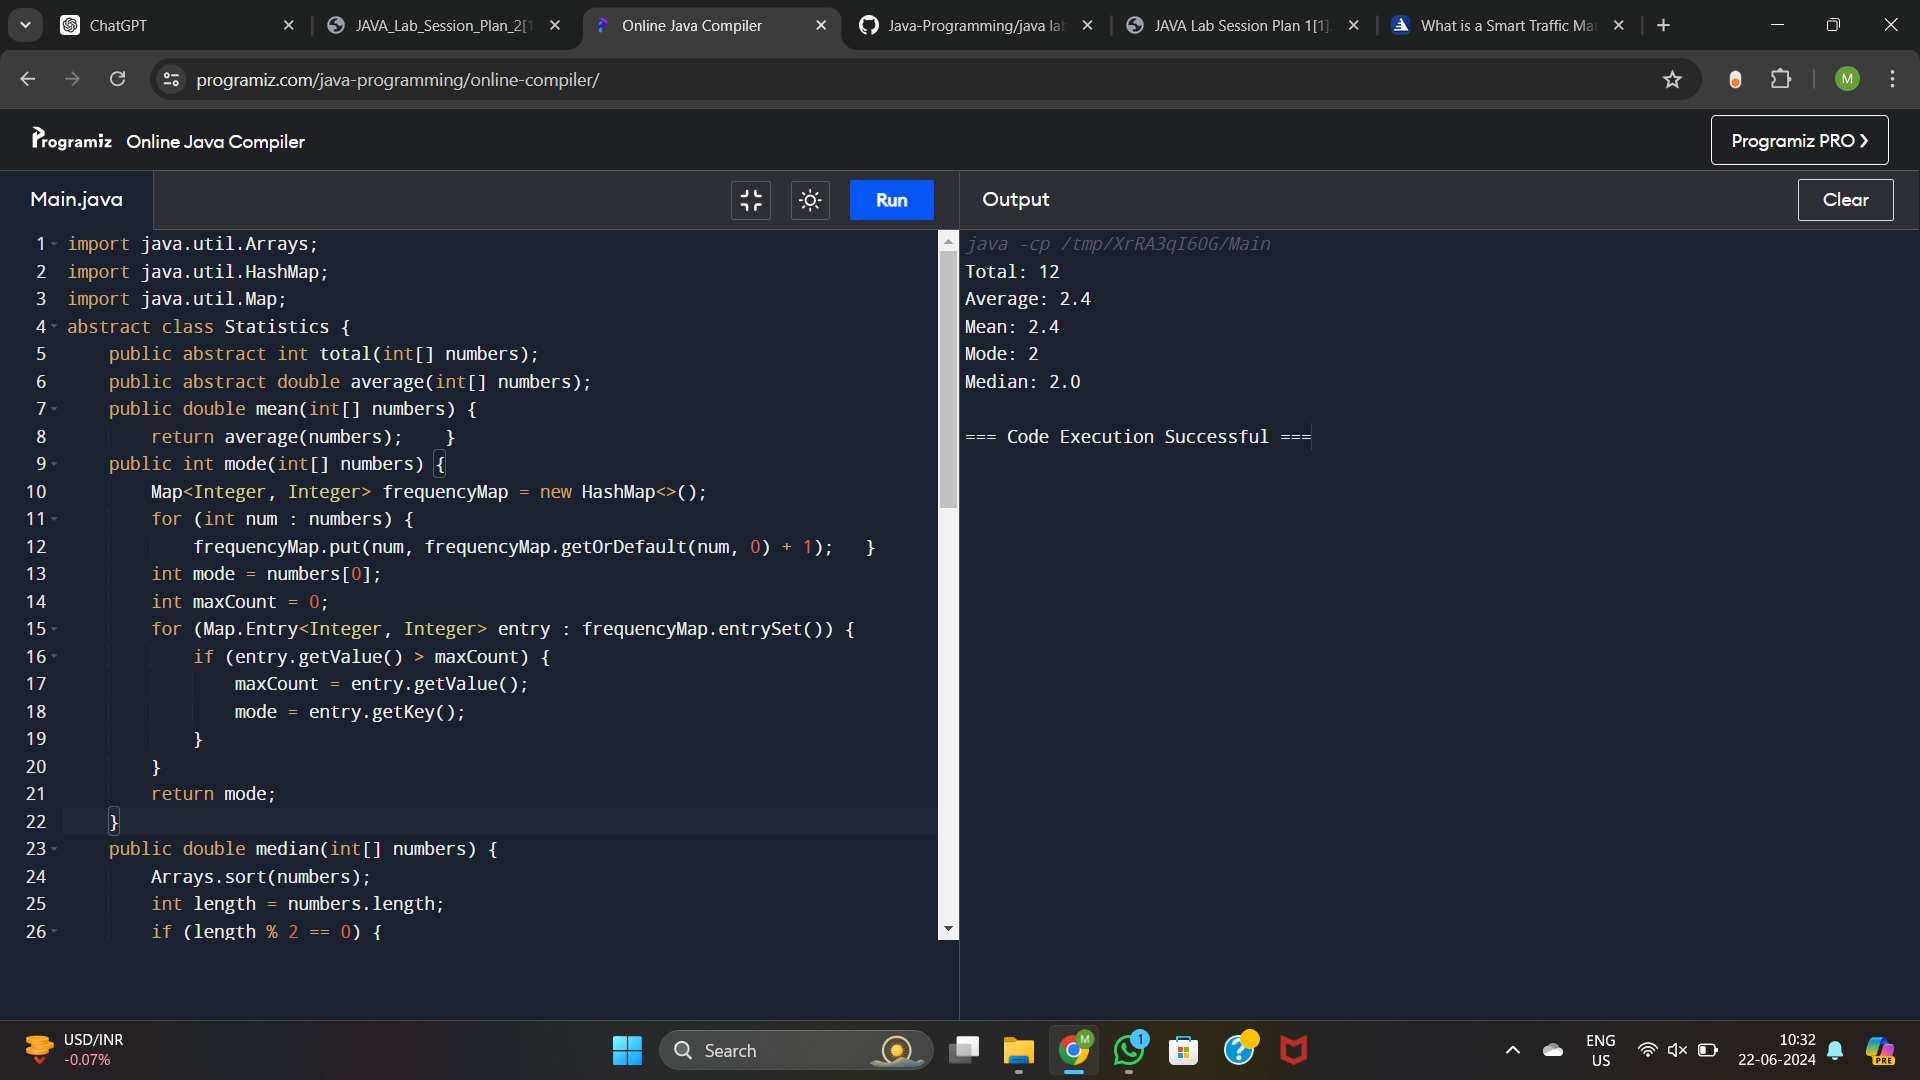 ChatGPT
JAVA_Lab_Session_Plan_2[1
Online Java Compiler
Java-Programming/java la
JAVA Lab Session Plan 1[1].
What is a Smart Traffic Ma
programiz.com/java-programming/online-compiler/
M
Programiz Online Java Compiler
Programiz PRO
Main.java
Run
Output
Clear
1 import java.util.Arrays;
2 import java.util.HashMap;
3 import java.util.Map;
4 abstract class Statistics {
5 public abstract int total(int[] numbers);
6 public abstract double average(int[] numbers);
7 public double mean(int[] numbers) {
8 return average(numbers);    }
9 public int mode(int[] numbers) {
10 Map<Integer, Integer> frequencyMap = new HashMap<>();
11 for (int num : numbers) {
12 frequencyMap.put(num, frequencyMap.getOrDefault(num, 0) + 1);   }
13 int mode = numbers[0];
14 int maxCount = 0;
15 for (Map.Entry<Integer, Integer> entry : frequencyMap.entrySet()) {
16 if (entry.getValue() > maxCount) {
17 maxCount = entry.getValue();
18 mode = entry.getKey();
19 }
20 }
21 return mode;
22 }
23 public double median(int[] numbers) {
24 Arrays.sort(numbers);
25 int length = numbers.length;
26 if (length % 2 == 0) {
java -cp /tmp/XrRA3qI6OG/Main
Total: 12
Average: 2.4
Mean: 2.4
Mode: 2
Median: 2.0
=== Code Execution Successful ===
USD/INR
-0.07%
Search
M
1
ENG
US
10:32
22-06-2024
PRE